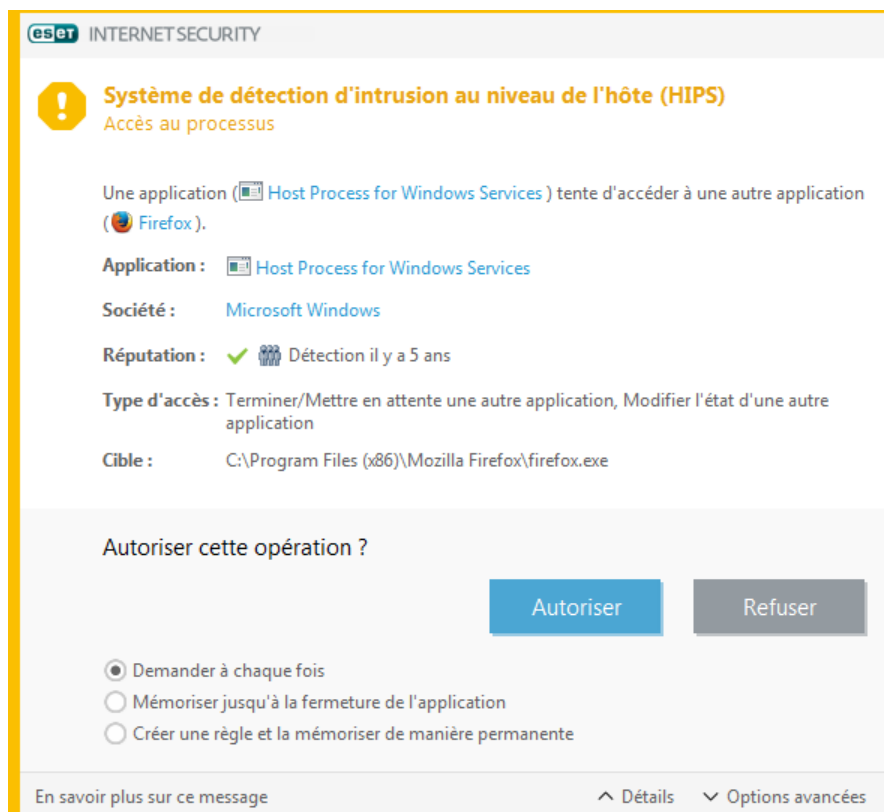 eset INTERNET SECURITY
Système de détection d'intrusion au niveau de l'hôte (HIPS)
Accès au processus
Une application ( Host Process for Windows Services ) tente d'accéder à une autre application
( Firefox ).
Application : Host Process for Windows Services
Société : Microsoft Windows
Réputation : Détection il y a 5 ans
Type d'accès : Terminer/Mettre en attente une autre application, Modifier l'état d'une autre
application
Cible : C:\Program Files (x86)\Mozilla Firefox\firefox.exe
Autoriser cette opération ?
Autoriser Refuser
Demander à chaque fois
Mémoriser jusqu'à la fermeture de l'application
Créer une règle et la mémoriser de manière permanente
En savoir plus sur ce message Détails Options avancées